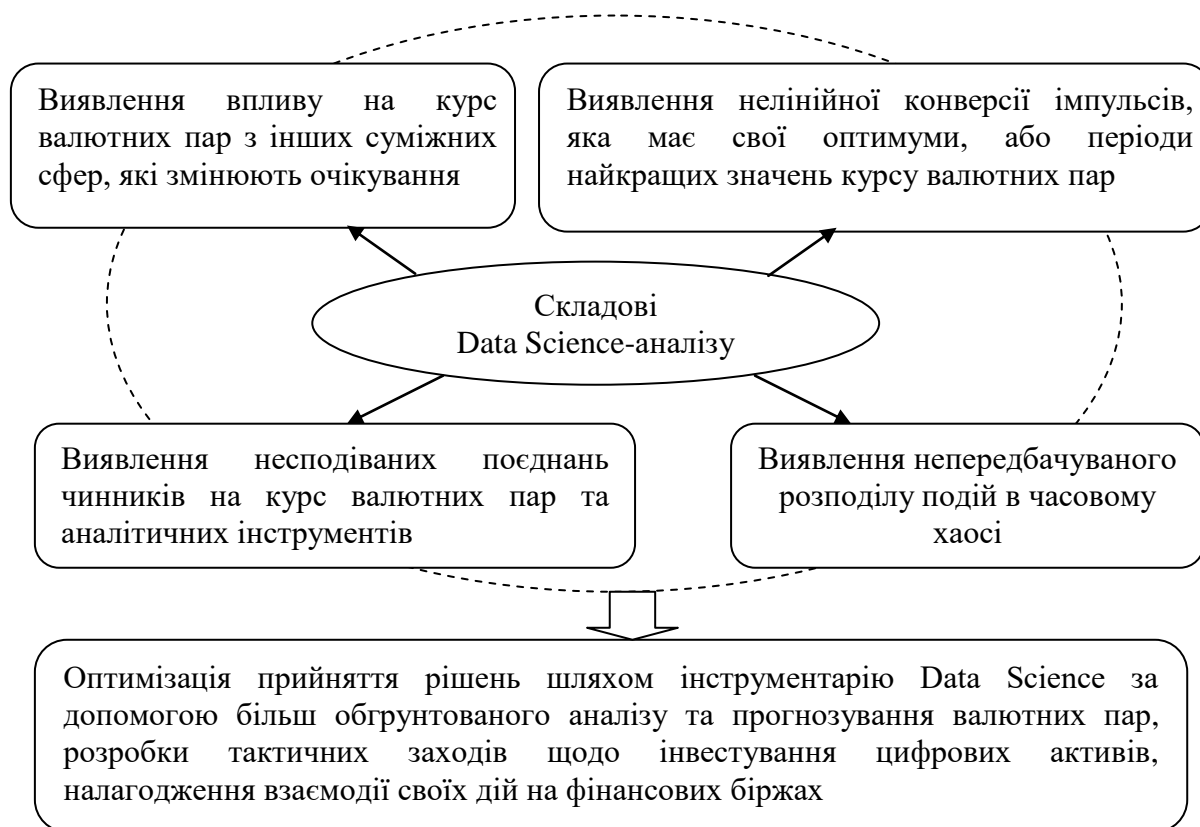 Виявлення впливу на курс
валютних пар з інших суміжних
сфер, які змінюють очікування
Виявлення нелінійної конверсії імпульсів,
яка має свої оптимуми, або періоди
найкращих значень курсу валютних пар
Складові
Data Science-аналізу
Виявлення несподіваних поєднань
чинників на курс валютних пар та
аналітичних інструментів
Виявлення непередбачуваного
розподілу подій в часовому
хаосі
Оптимізація прийняття рішень шляхом інструментарію Data Science за
допомогою більш обгрунтованого аналізу та прогнозування валютних пар,
розробки тактичних заходів щодо інвестування цифрових активів,
налагодження взаємодії своїх дій на фінансових біржах